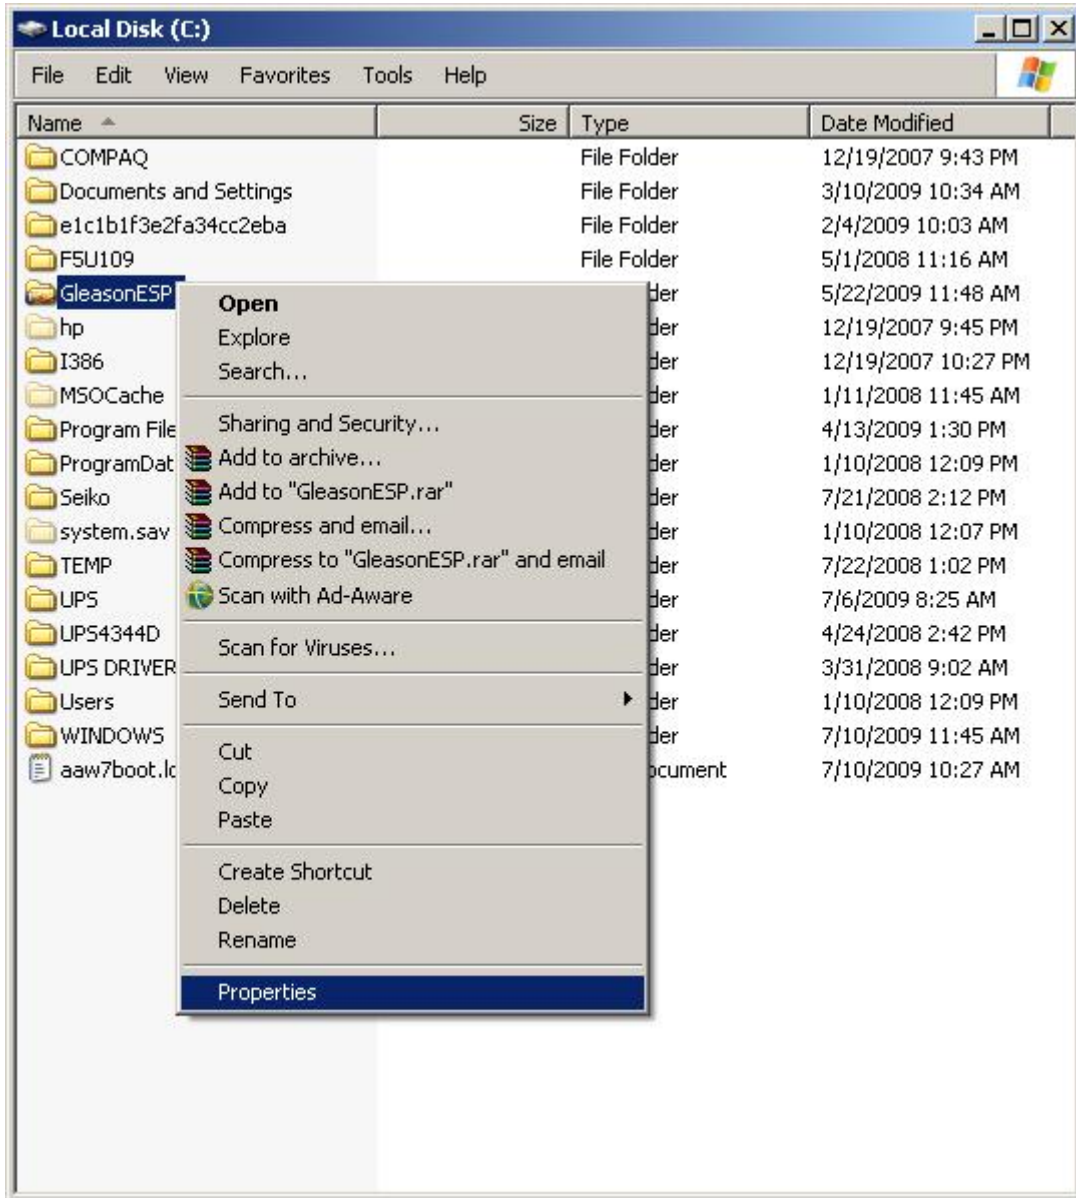 Local Disk (C:)
File Edit View Favorites Tools Help
Name Size Type Date Modified
COMPAQ File Folder 12/19/2007 9:43 PM
Documents and Settings File Folder 3/10/2009 10:34 AM
e1c1b1f3e2fa34cc2eba File Folder 2/4/2009 10:03 AM
F5U109 File Folder 5/1/2008 11:16 AM
GleasonESP der 5/22/2009 11:48 AM
hp der 12/19/2007 9:45 PM
I386 der 12/19/2007 10:27 PM
MSOCache der 1/11/2008 11:45 AM
Program File der 4/13/2009 1:30 PM
ProgramDat der 1/10/2008 12:09 PM
Seiko der 7/21/2008 2:12 PM
system.sav der 1/10/2008 12:07 PM
TEMP der 7/22/2008 1:02 PM
UPS der 7/6/2009 8:25 AM
UPS4344D der 4/24/2008 2:42 PM
UPS DRIVER der 3/31/2008 9:02 AM
Users der 1/10/2008 12:09 PM
WINDOWS der 7/10/2009 11:45 AM
aaw7boot.lo ocument 7/10/2009 10:27 AM
Open
Explore
Search...
Sharing and Security...
Add to archive...
Add to "GleasonESP.rar"
Compress and email...
Compress to "GleasonESP.rar" and email
Scan with Ad-Aware
Scan for Viruses...
Send To
Cut
Copy
Paste
Create Shortcut
Delete
Rename
Properties